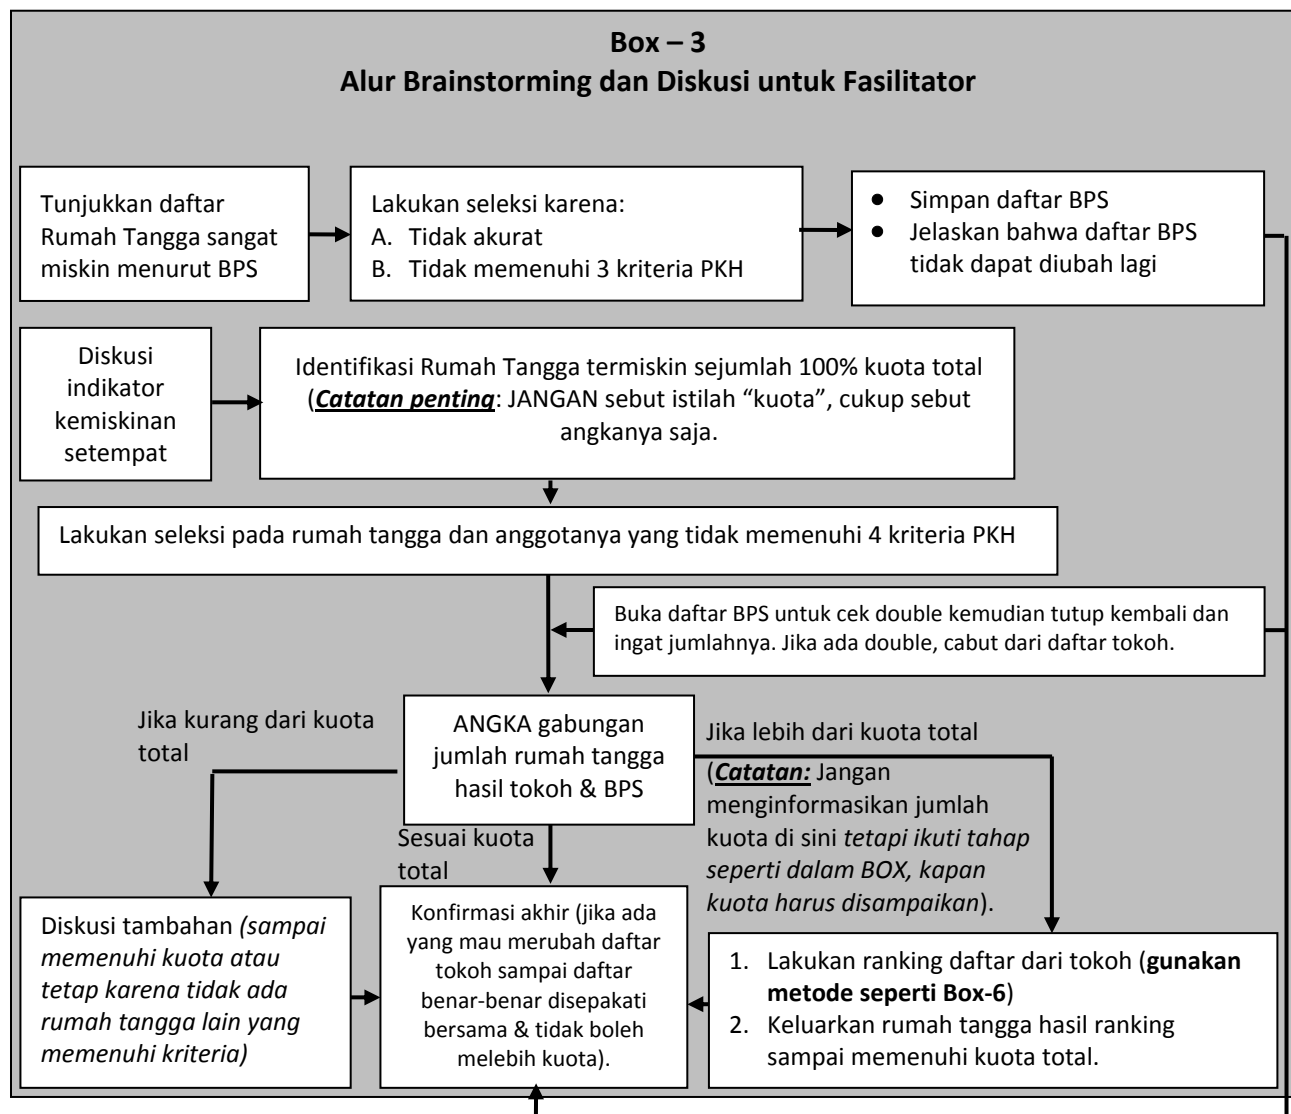 Box – 3
Alur Brainstorming dan Diskusi untuk Fasilitator
Tunjukkan daftar
Rumah Tangga sangat
miskin menurut BPS
Lakukan seleksi karena:
A. Tidak akurat
B. Tidak memenuhi 3 kriteria PKH
● Simpan daftar BPS
● Jelaskan bahwa daftar BPS
tidak dapat diubah lagi
Diskusi
indikator
kemiskinan
setempat
Identifikasi Rumah Tangga termiskin sejumlah 100% kuota total
(Catatan penting: JANGAN sebut istilah “kuota”, cukup sebut
angkanya saja.
Lakukan seleksi pada rumah tangga dan anggotanya yang tidak memenuhi 4 kriteria PKH
Buka daftar BPS untuk cek double kemudian tutup kembali dan
ingat jumlahnya. Jika ada double, cabut dari daftar tokoh.
Jika kurang dari kuota
total
ANGKA gabungan
jumlah rumah tangga
hasil tokoh & BPS
Jika lebih dari kuota total
(Catatan: Jangan
menginformasikan jumlah
kuota di sini tetapi ikuti tahap
seperti dalam BOX, kapan
kuota harus disampaikan).
Sesuai kuota
total
Diskusi tambahan (sampai
memenuhi kuota atau
tetap karena tidak ada
rumah tangga lain yang
memenuhi kriteria)
Konfirmasi akhir (jika ada
yang mau merubah daftar
tokoh sampai daftar
benar-benar disepakati
bersama & tidak boleh
melebih kuota).
1. Lakukan ranking daftar dari tokoh (gunakan
metode seperti Box-6)
2. Keluarkan rumah tangga hasil ranking
sampai memenuhi kuota total.